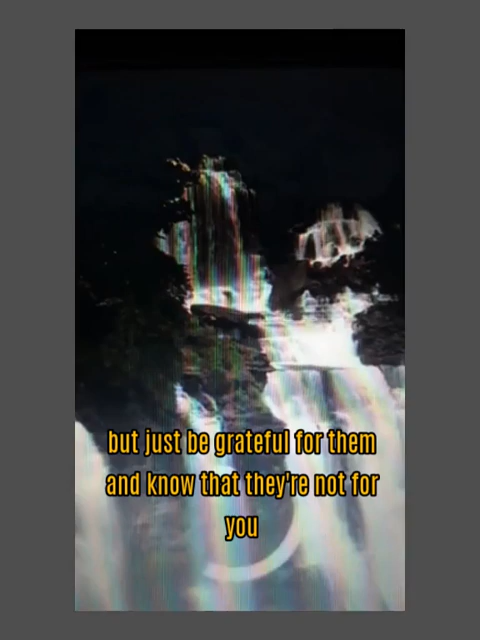 but just be grateful for them
and know that they're not for
you